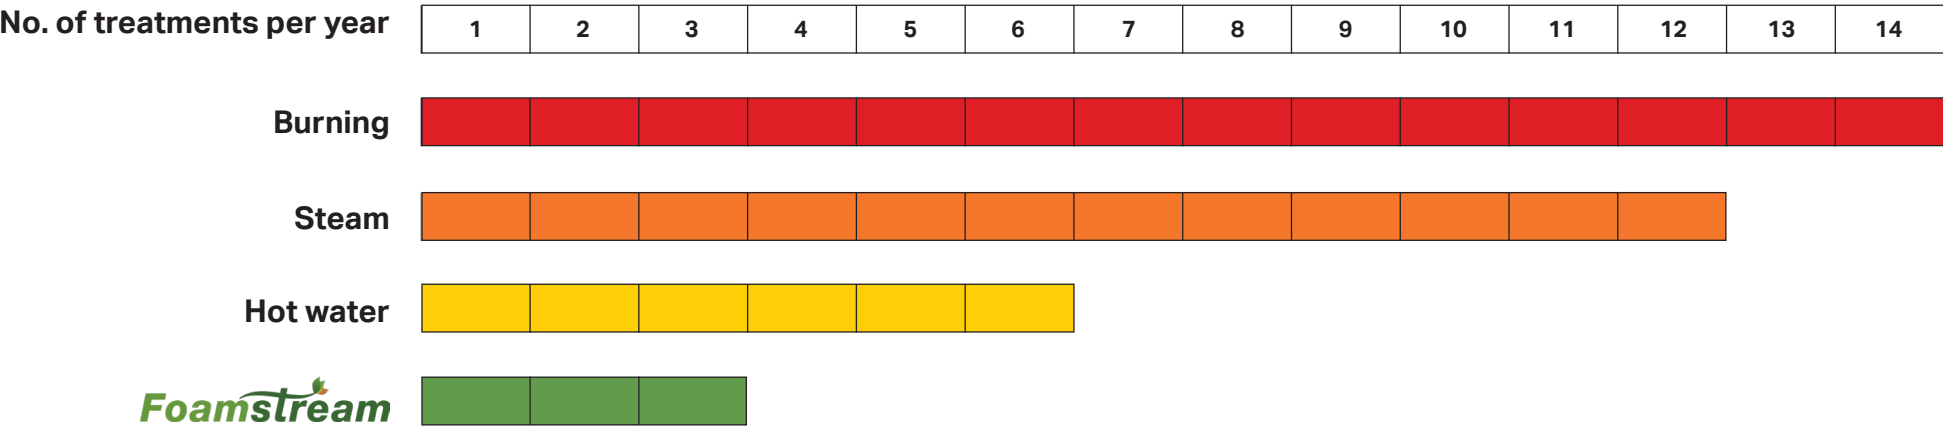 No. of treatments per year 1 2 3 4 5 6 7 8 9 10 11 12 13 14
Burning
Steam
Hot water
Foamstream